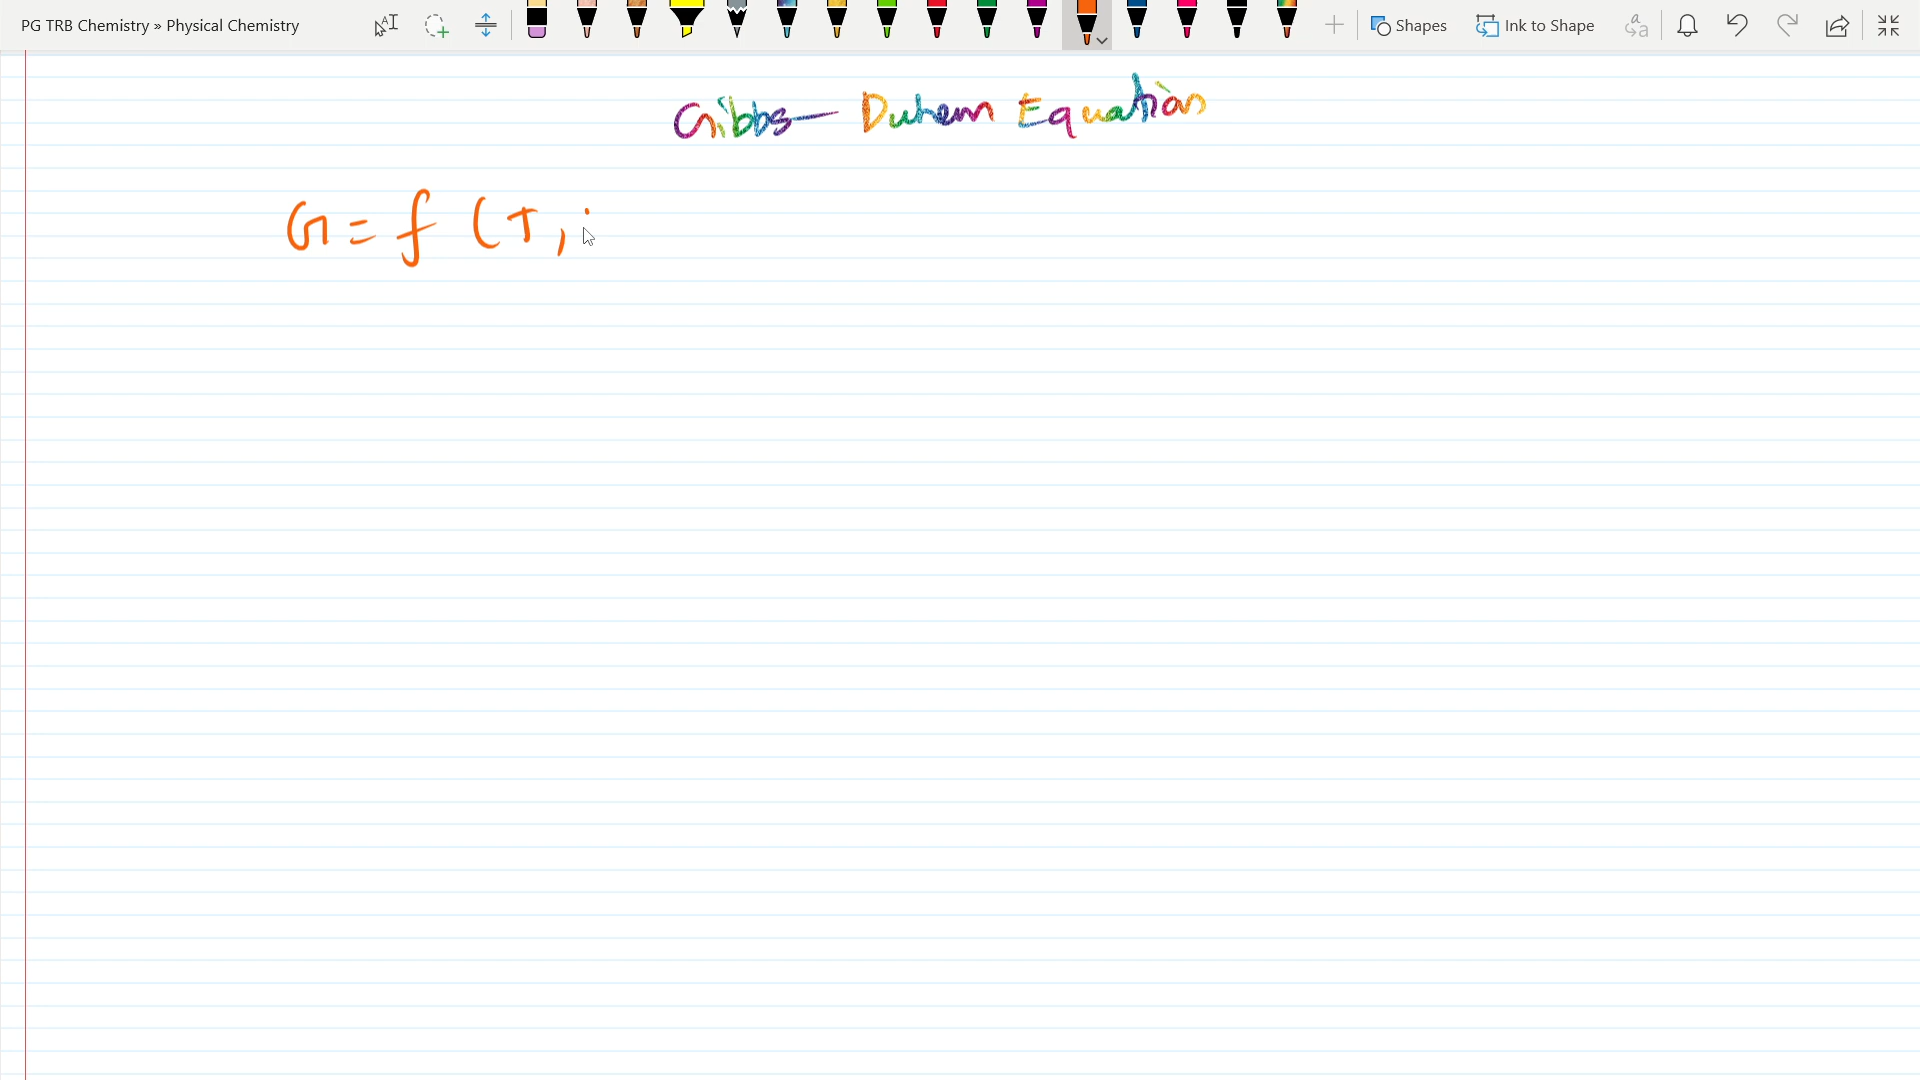 PG TRB Chemistry » Physical Chemistry Shapes Ink to Shape
Gibbs - Duhem Equation
G = f (T,